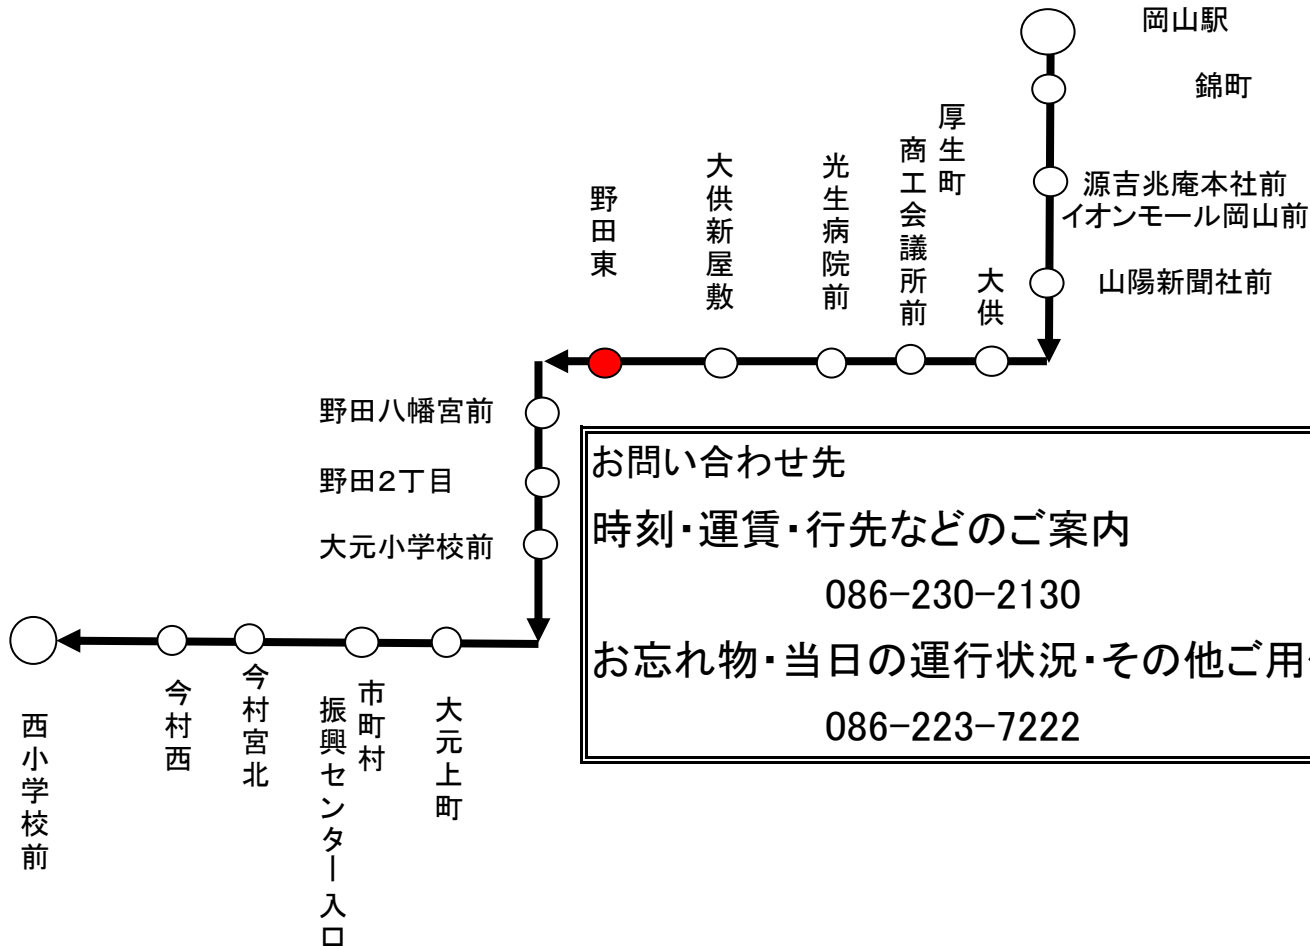 岡山駅
錦町
源吉兆庵本社前
イオンモール岡山前
山陽新聞社前
大供
厚生町
商工会議所前
光生病院前
大供新屋敷
野田東
野田八幡宮前
野田2丁目
大元小学校前
大元上町
市町村
振興センター入口
今村宮北
今村西
西小学校前
お問い合わせ先
時刻・運賃・行先などのご案内
086-230-2130
お忘れ物・当日の運行状況・その他ご用
086-223-7222